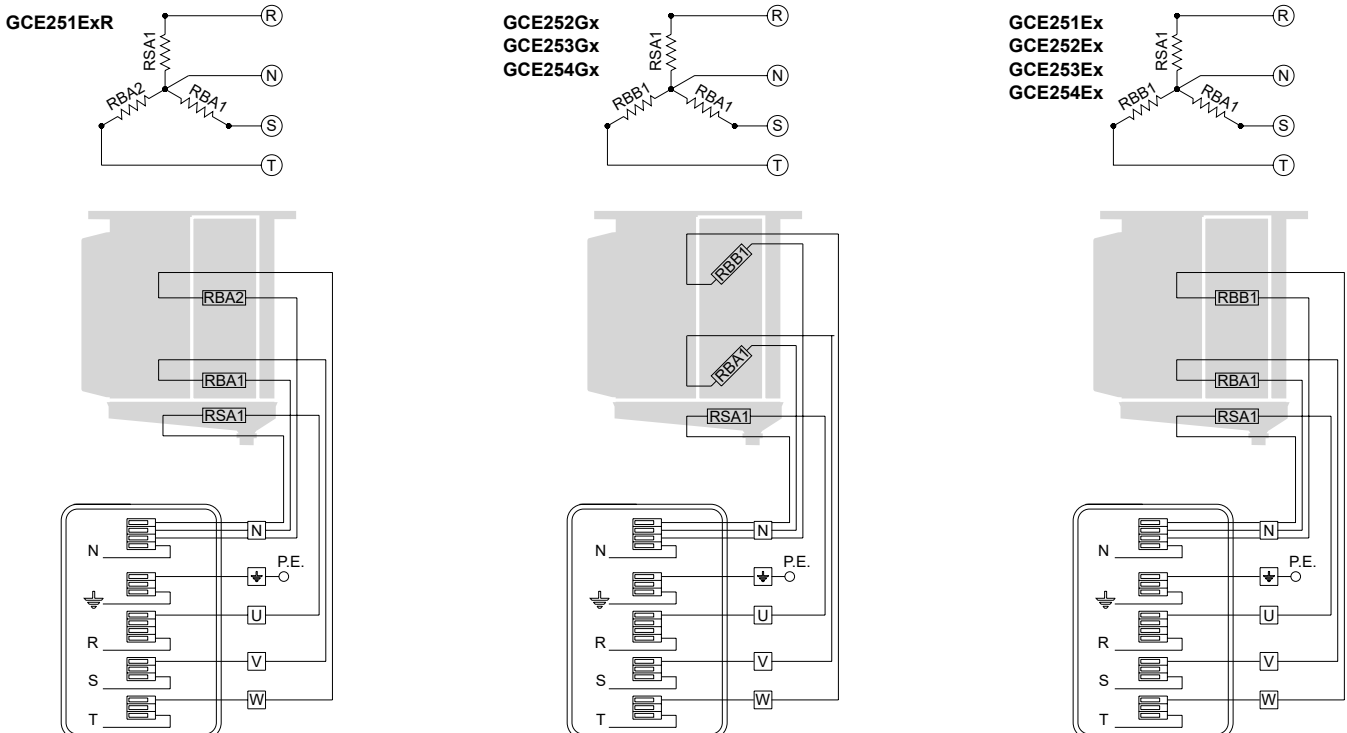 GCE251ExR
R
RSA1
N
RBA2
RBA1
S
T
RBA2
RBA1
RSA1
N
N
P.E.
U
R
V
S
W
T
GCE252Gx
GCE253Gx
GCE254Gx
R
RSA1
N
RBB1
RBA1
S
T
RBB1
RBA1
RSA1
N
N
P.E.
U
R
V
S
W
T
GCE251Ex
GCE252Ex
GCE253Ex
GCE254Ex
R
RSA1
N
RBB1
RBA1
S
T
RBB1
RBA1
RSA1
N
N
P.E.
U
R
V
S
W
T